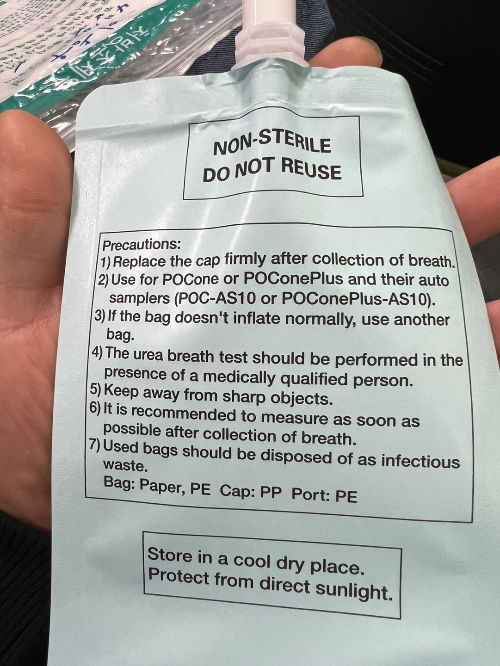 NON-STERILE
DO NOT REUSE
Precautions:
1) Replace the cap firmly after collection of breath.
2) Use for POCone or POConePlus and their auto
samplers (POC-AS10 or POConePlus-AS10).
3) If the bag doesn't inflate normally, use another
bag.
4) The urea breath test should be performed in the
presence of a medically qualified person.
5) Keep away from sharp objects.
6) It is recommended to measure as soon as
possible after collection of breath.
7) Used bags should be disposed of as infectious
waste.
Bag: Paper, PE Cap: PP Port: PE
Store in a cool dry place.
Protect from direct sunlight.